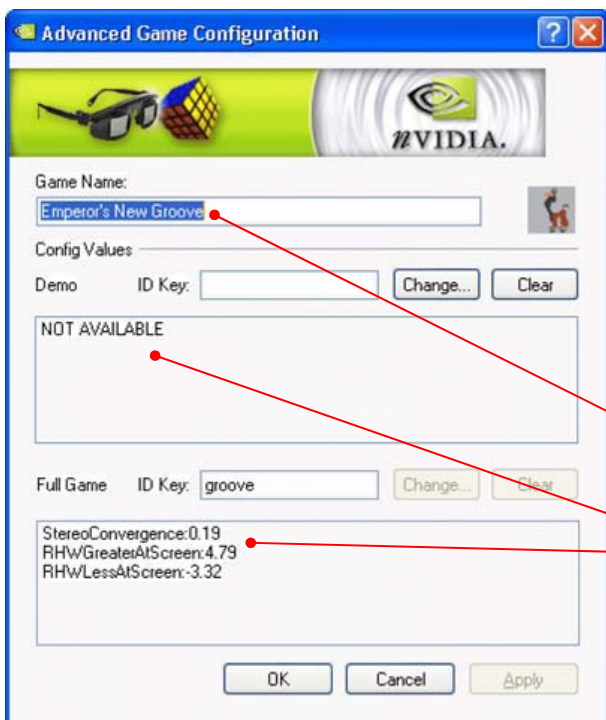 Advanced Game Configuration
nVIDIA.
Game Name:
Emperor's New Groove
Config Values
Demo ID Key: Change... Clear
NOT AVAILABLE
Full Game ID Key: groove Change... Clear
StereoConvergence:0.19
RHWGreaterAtScreen:4.79
RHWLessAtScreen:-3.32
OK Cancel Apply